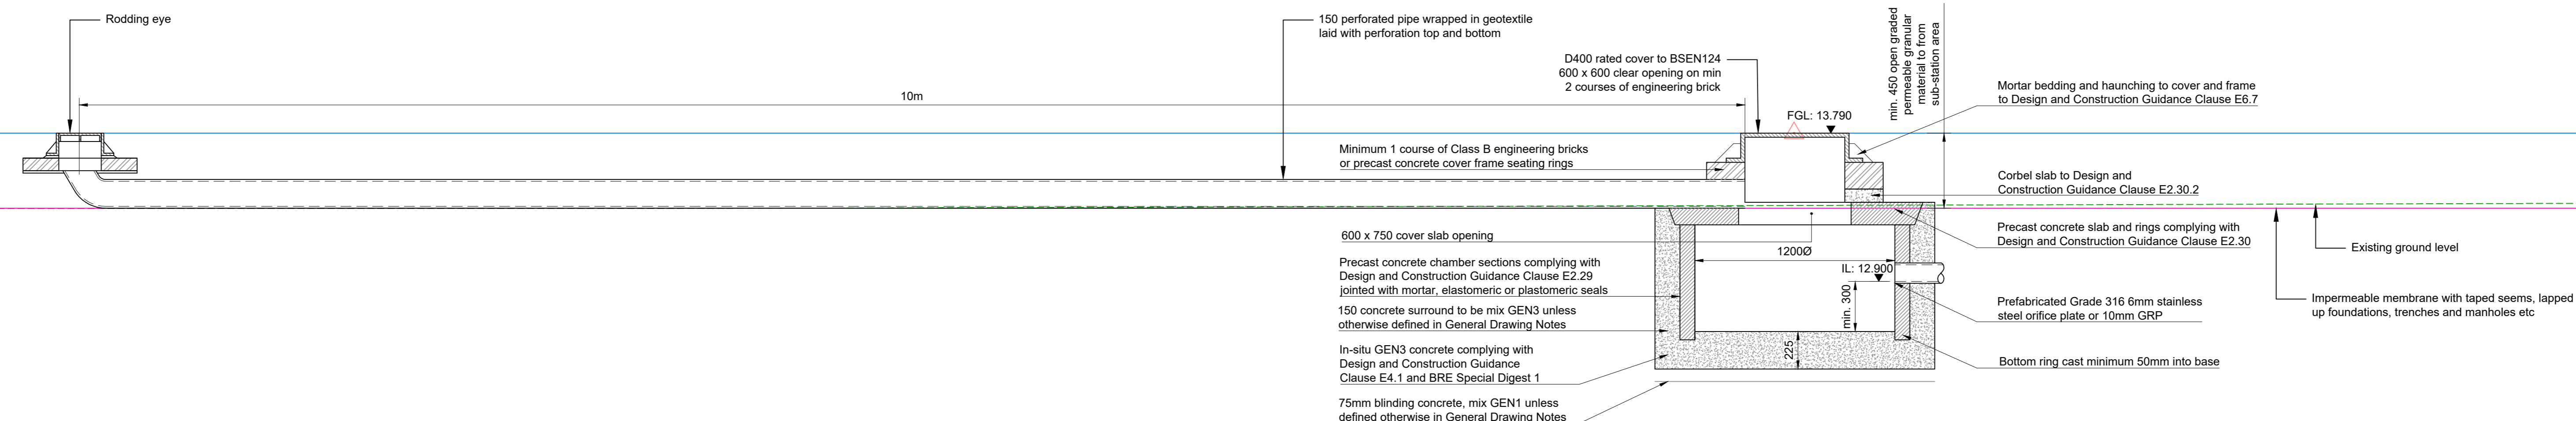 Rodding eye
10m
150 perforated pipe wrapped in geotextile
laid with perforation top and bottom
D400 rated cover to BSEN124
600 x 600 clear opening on min
2 courses of engineering brick
FGL: 13.790
min. 450 open graded
permeable granular
material to from
sub-station area
Mortar bedding and haunching to cover and frame
to Design and Construction Guidance Clause E6.7
Minimum 1 course of Class B engineering bricks
or precast concrete cover frame seating rings
Corbel slab to Design and
Construction Guidance Clause E2.30.2
600 x 750 cover slab opening
Precast concrete slab and rings complying with
Design and Construction Guidance Clause E2.30
1200Ø
Existing ground level
Precast concrete chamber sections complying with
Design and Construction Guidance Clause E2.29
jointed with mortar, elastomeric or plastomeric seals
IL: 12.900
min. 300
Prefabricated Grade 316 6mm stainless
steel orifice plate or 10mm GRP
Impermeable membrane with taped seems, lapped
up foundations, trenches and manholes etc
150 concrete surround to be mix GEN3 unless
otherwise defined in General Drawing Notes
225
In-situ GEN3 concrete complying with
Design and Construction Guidance
Clause E4.1 and BRE Special Digest 1
Bottom ring cast minimum 50mm into base
75mm blinding concrete, mix GEN1 unless
defined otherwise in General Drawing Notes